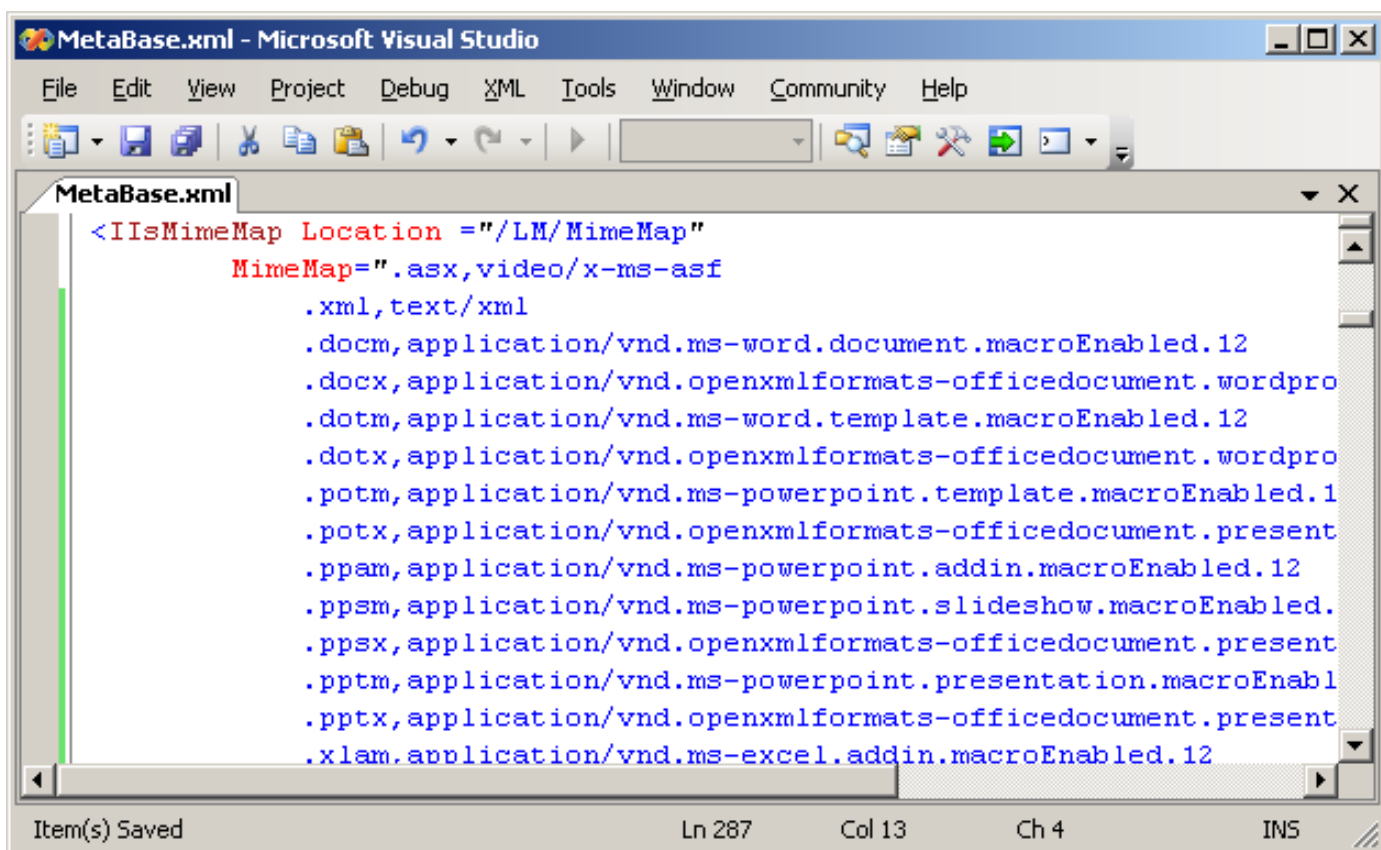 MetaBase.xml - Microsoft Visual Studio
File Edit View Project Debug XML Tools Window Community Help
MetaBase.xml
<IIsMimeMap Location ="/LM/MimeMap"
MimeMap=".asx,video/x-ms-asf
.xml,text/xml
.docm,application/vnd.ms-word.document.macroEnabled.12
.docx,application/vnd.openxmlformats-officedocument.wordpro
.dotm,application/vnd.ms-word.template.macroEnabled.12
.dotx,application/vnd.openxmlformats-officedocument.wordpro
.potm,application/vnd.ms-powerpoint.template.macroEnabled.1
.potx,application/vnd.openxmlformats-officedocument.present
.ppam,application/vnd.ms-powerpoint.addin.macroEnabled.12
.ppsm,application/vnd.ms-powerpoint.slideshow.macroEnabled.
.ppsx,application/vnd.openxmlformats-officedocument.present
.pptm,application/vnd.ms-powerpoint.presentation.macroEnabl
.pptx,application/vnd.openxmlformats-officedocument.present
.xlam,application/vnd.ms-excel.addin.macroEnabled.12
Item(s) Saved Ln 287 Col 13 Ch 4 INS